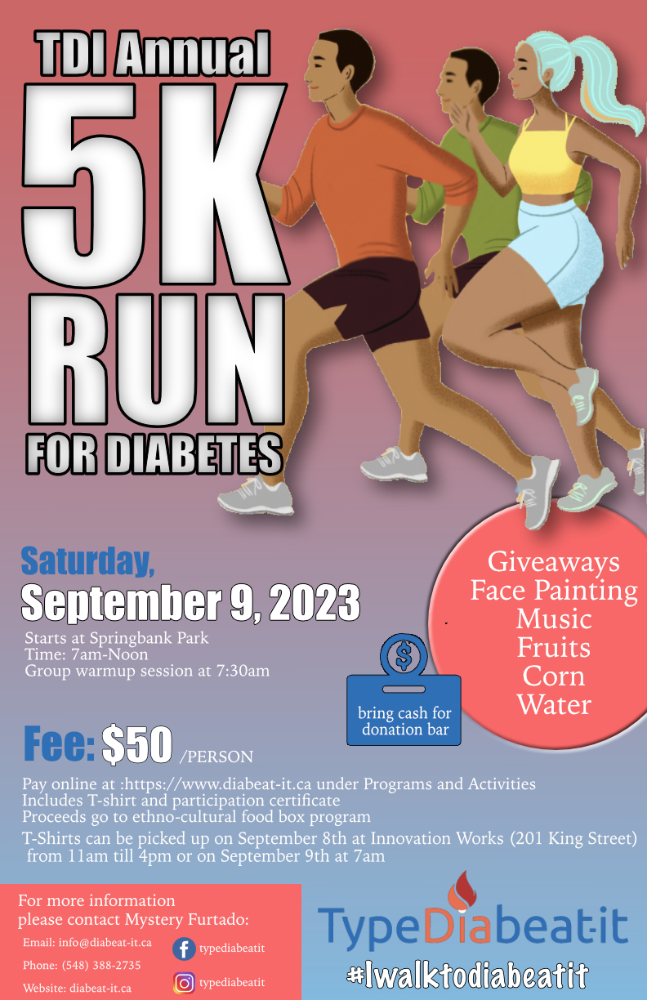 TDI Annual
5K
RUN
FOR DIABETES
Saturday,
September 9, 2023
Starts at Springbank Park
Time: 7am-Noon
Group warmup session at 7:30am
Giveaways
Face Painting
Music
Fruits
Corn
Water
$
bring cash for
donation bar
Fee: $50 /PERSON
Pay online at :https://www.diabeat-it.ca under Programs and Activities
Includes T-shirt and participation certificate
Proceeds go to ethno-cultural food box program
T-Shirts can be picked up on September 8th at Innovation Works (201 King Street)
from 11am till 4pm or on September 9th at 7am
For more information
please contact Mystery Furtado:
Email: info@diabeat-it.ca
Phone: (548) 388-2735
Website: diabeat-it.ca
f typediabeatit
typediabeatit
TypeDiabeat-it
#Iwalktodiabeatit